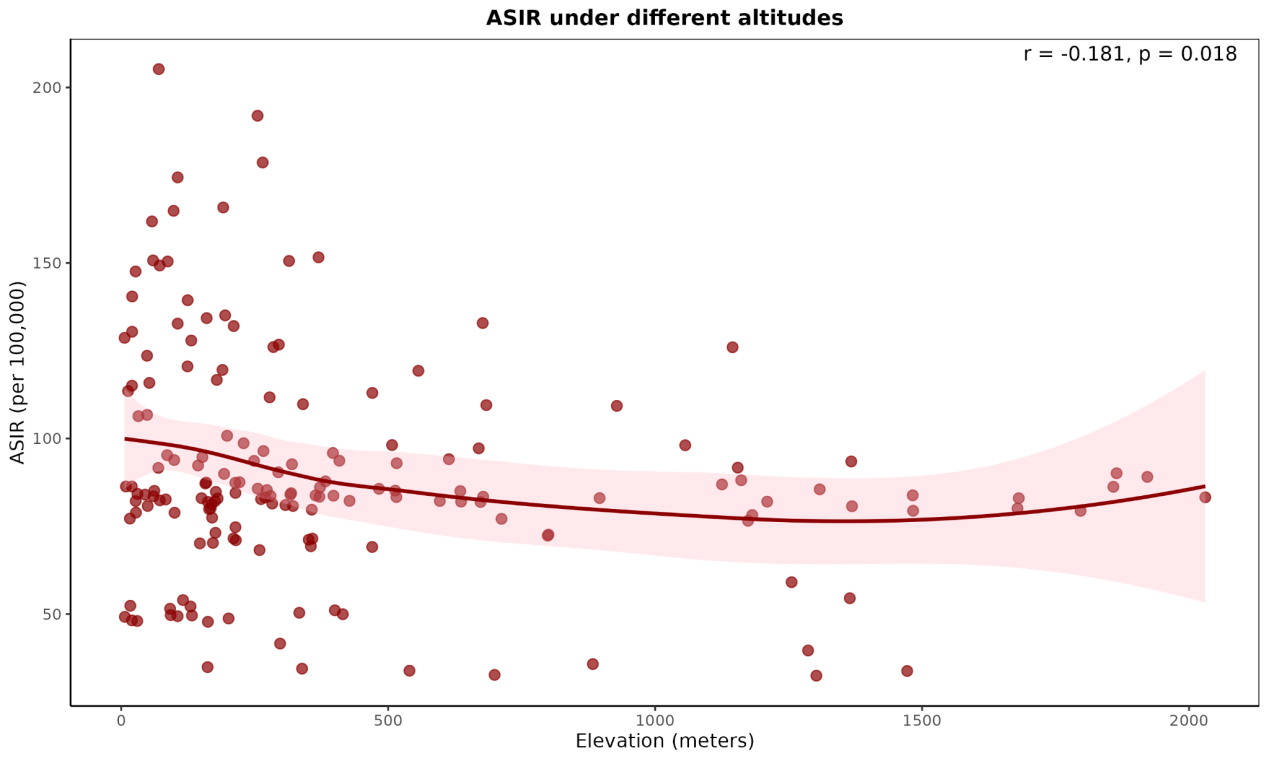 ASIR under different altitudes
r = -0.181, p = 0.018
200
150
100
50
ASIR (per 100,000)
0 500 1000 1500 2000
Elevation (meters)